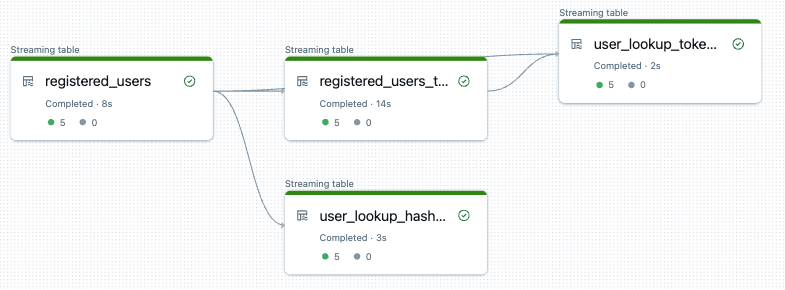 Streaming table
registered_users
Completed · 8s
5 0
Streaming table
registered_users_t...
Completed · 14s
5 0
Streaming table
user_lookup_toke...
Completed · 2s
5 0
Streaming table
user_lookup_hash...
Completed · 3s
5 0